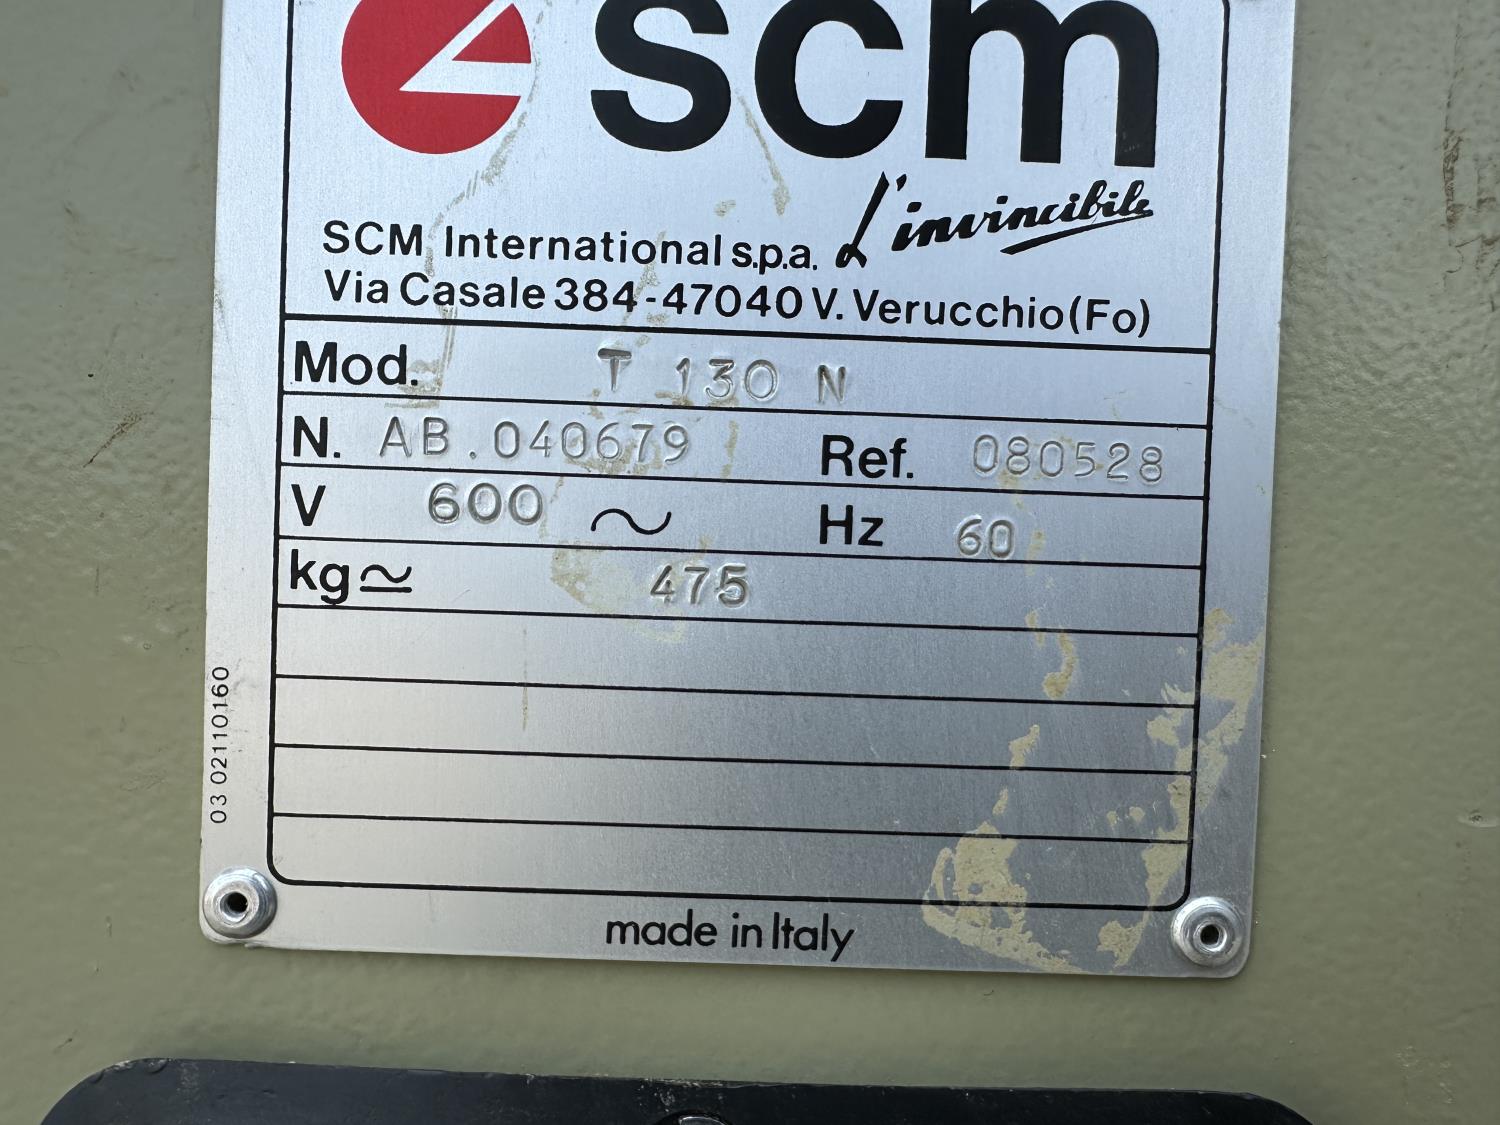 scm
L'invincibile
SCM International s.p.a.
Via Casale 384-47040 V. Verucchio (Fo)
Mod. T 130 N
N. AB.040679 Ref. 080528
V 600 ~ Hz 60
kg ≃ 475
03 02110160
made in Italy